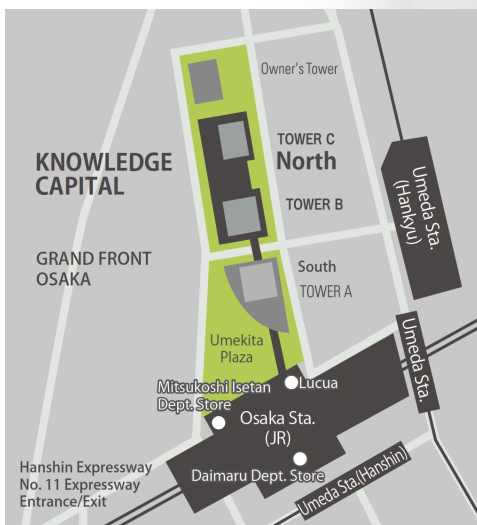 Owner's Tower
TOWER C
North
KNOWLEDGE
CAPITAL
TOWER B
Umeda Sta.
(Hankyu)
GRAND FRONT
OSAKA
South
TOWER A
Umekita
Plaza
Umeda Sta.
Lucua
Mitsukoshi Isetan
Dept. Store
Osaka Sta.
(JR)
Hanshin Expressway
No. 11 Expressway
Entrance/Exit
Daimaru Dept. Store
Umeda Sta.(Hanshin)